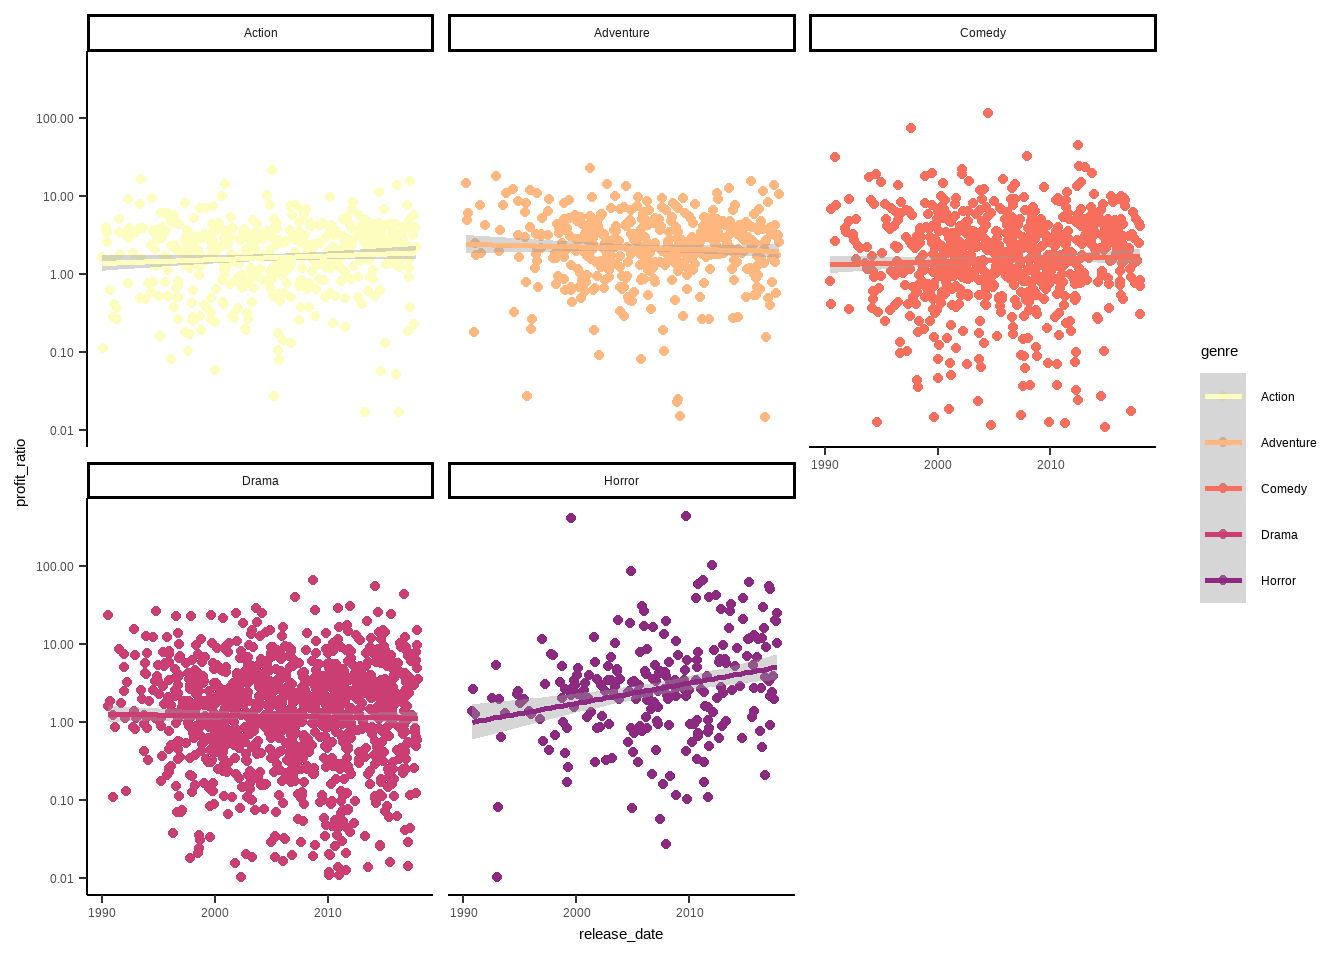 Action
Adventure
Comedy
100.00
10.00
1.00
0.10
0.01
1990
2000
2010
Drama
Horror
100.00
10.00
1.00
0.10
0.01
1990
2000
2010
1990
2000
2010
profit_ratio
release_date
genre
Action
Adventure
Comedy
Drama
Horror